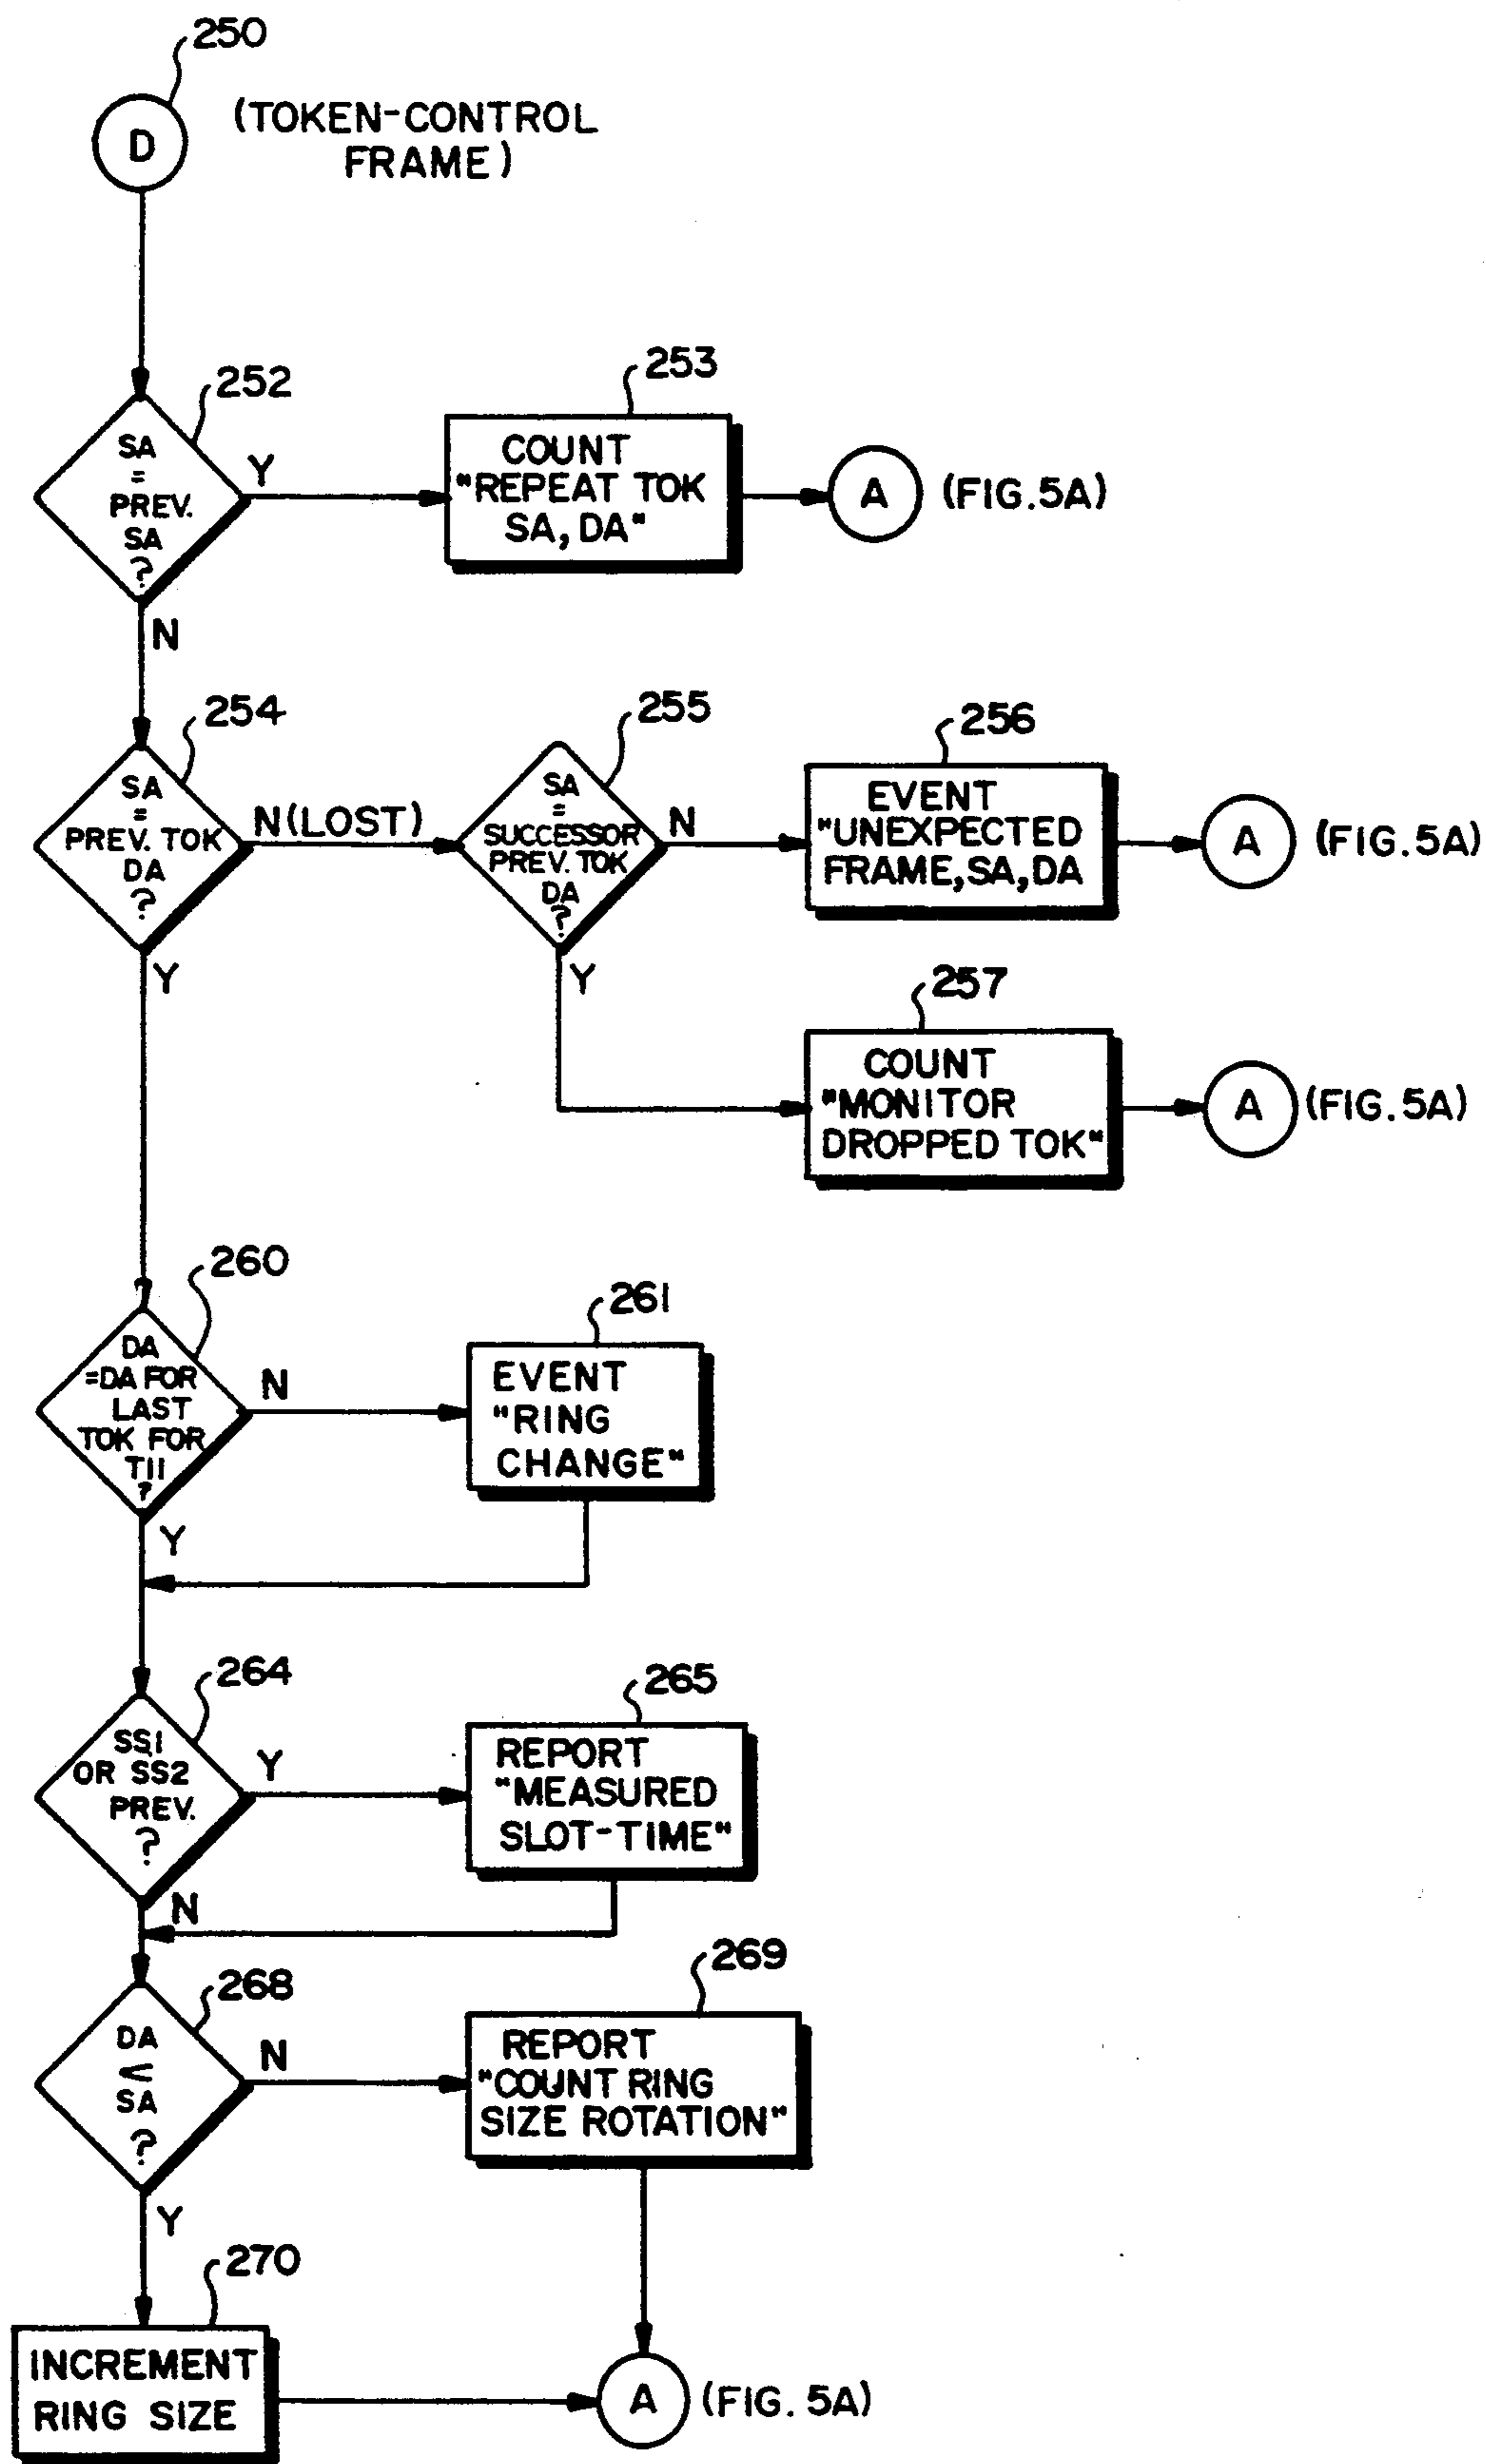 250
D
(TOKEN-CONTROL
FRAME)
252
SA
=
PREV.
SA
?
Y
N
253
COUNT
"REPEAT TOK
SA, DA"
A
(FIG.5A)
254
SA
=
PREV. TOK
DA
?
N(LOST)
Y
255
SA
=
SUCCESSOR
PREV. TOK
DA
?
N
Y
256
EVENT
"UNEXPECTED
FRAME,SA,DA
A
(FIG.5A)
257
COUNT
"MONITOR
DROPPED TOK"
A
(FIG.5A)
260
DA
=DA FOR
LAST
TOK FOR
TII
?
N
Y
261
EVENT
"RING
CHANGE"
264
SS1
OR SS2
PREV.
?
Y
N
265
REPORT
"MEASURED
SLOT-TIME"
268
DA
≤
SA
?
N
Y
269
REPORT
"COUNT RING
SIZE ROTATION"
270
INCREMENT
RING SIZE
A
(FIG. 5A)